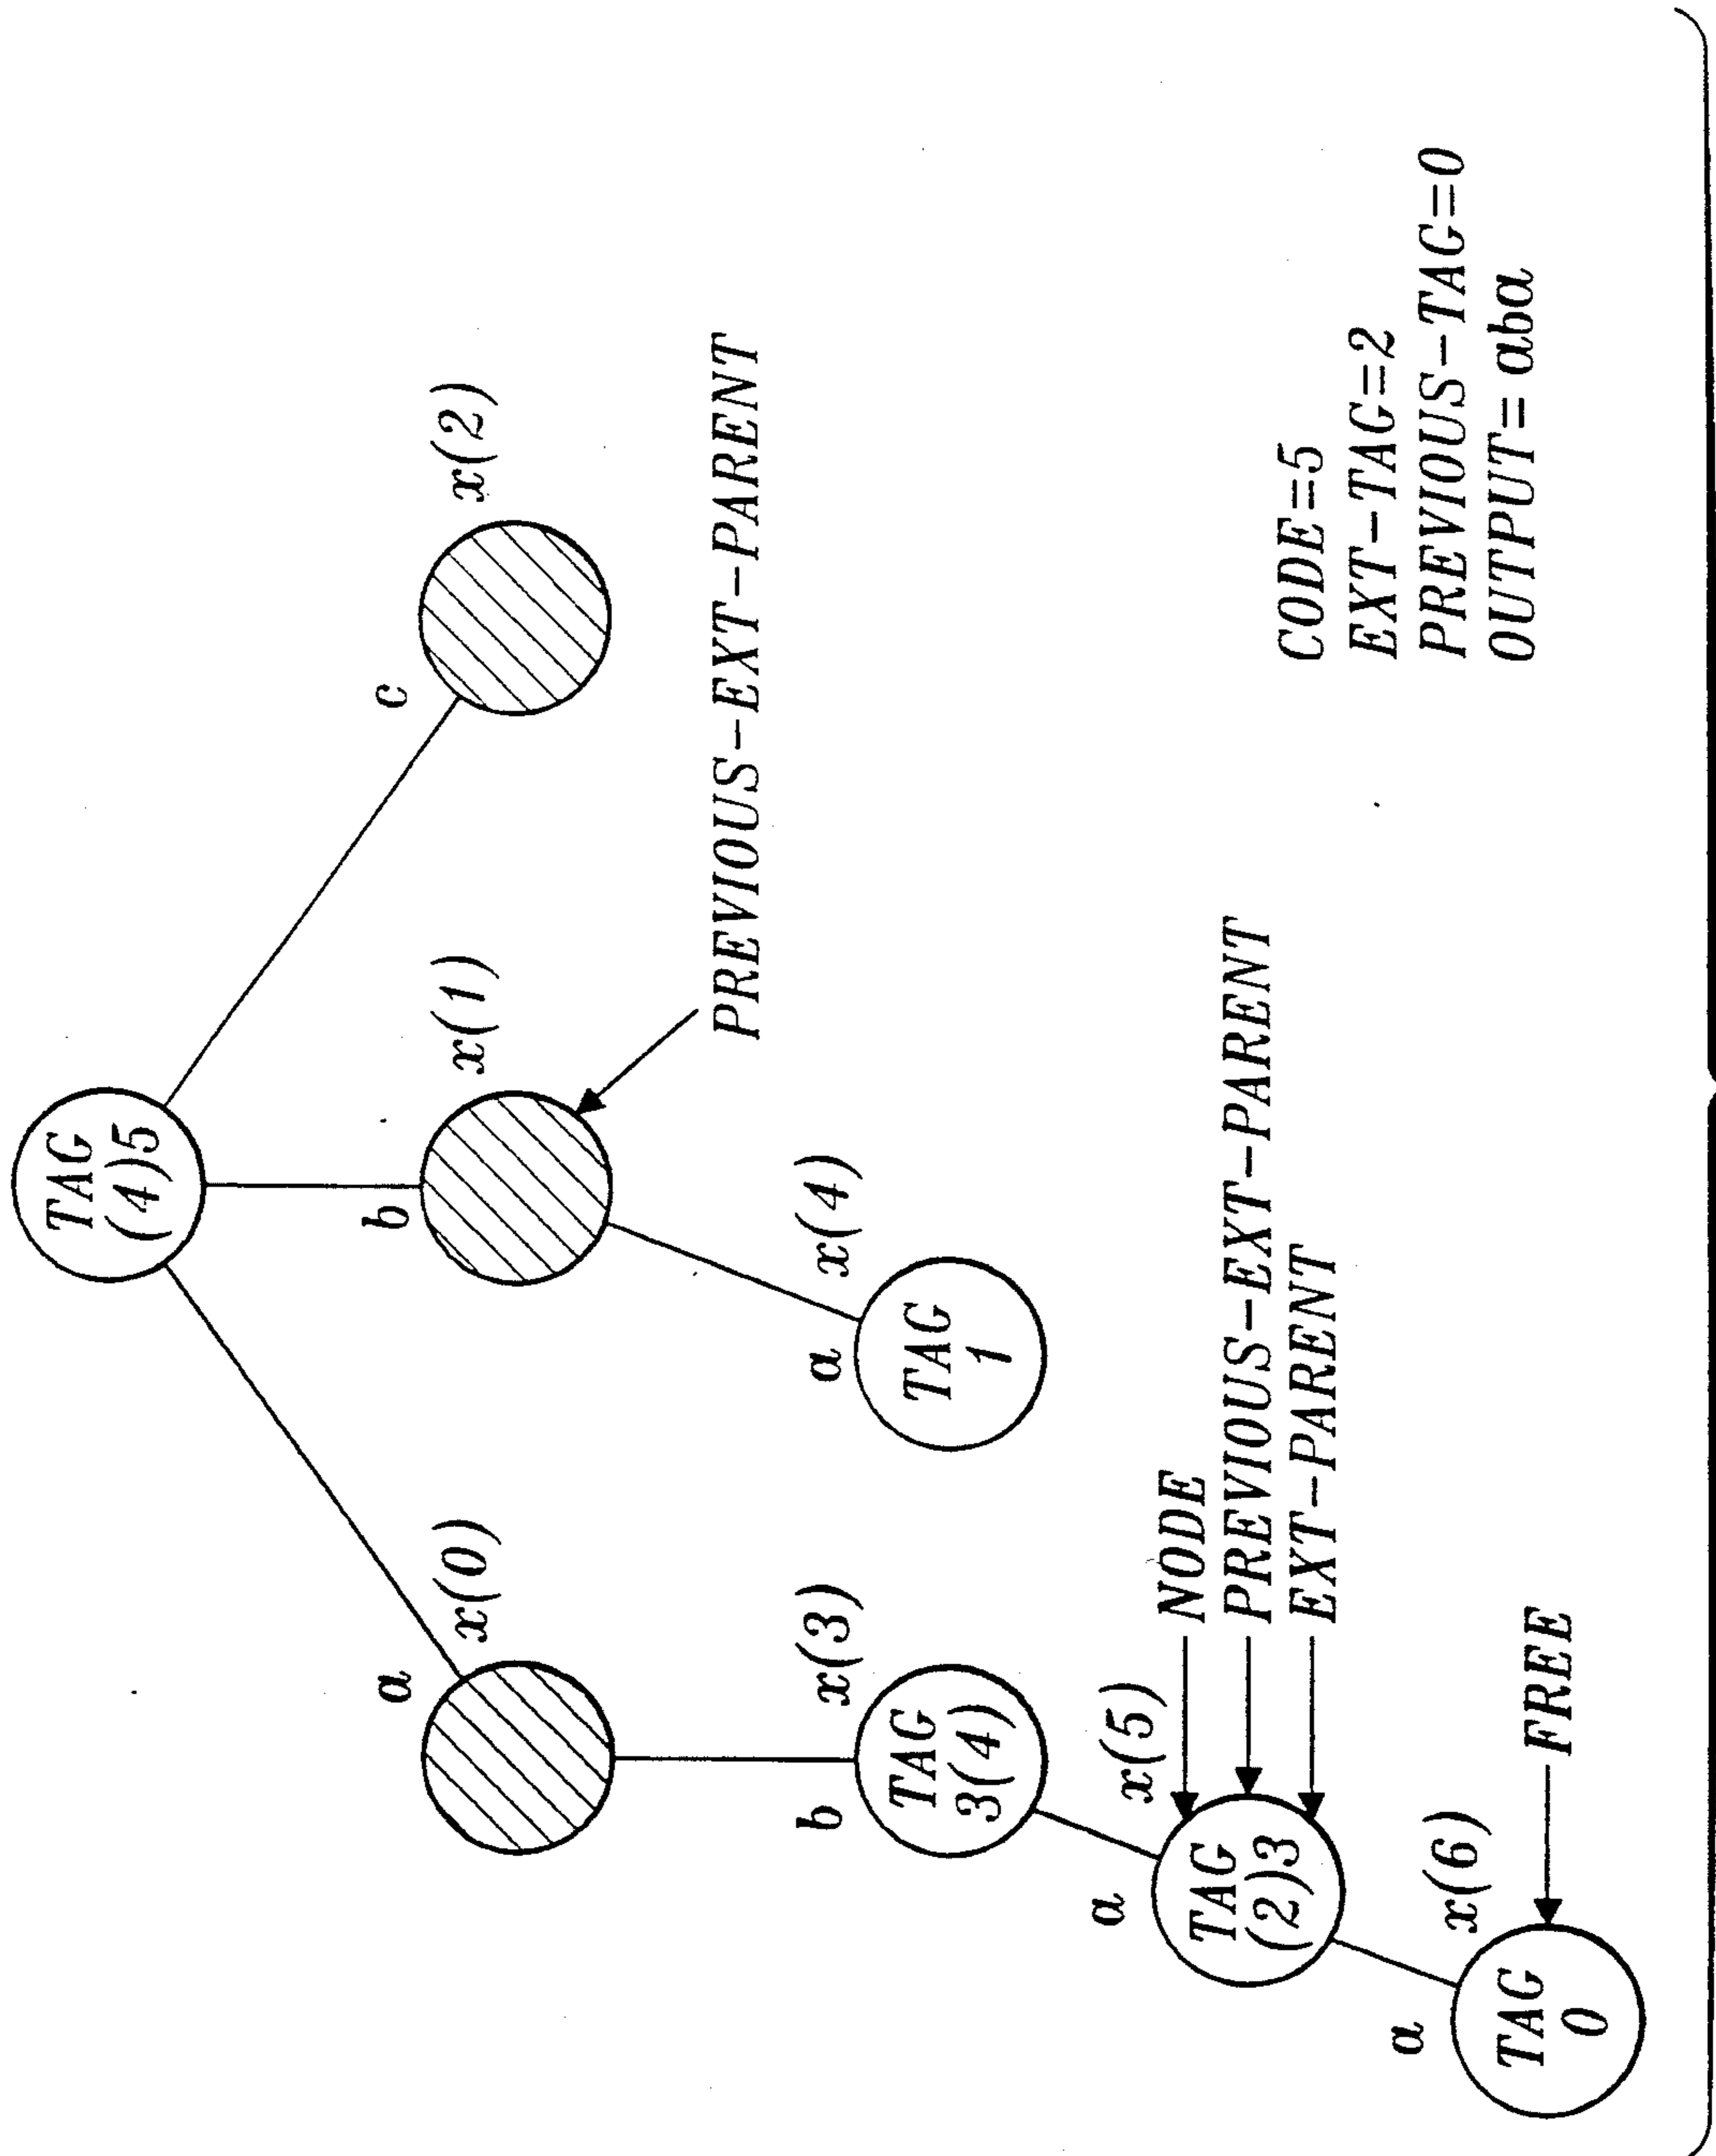 TAG
(4)5
a
x(0)
b
x(1)
c
x(2)
PREVIOUS-EXT-PARENT
b
x(3)
TAG
3(4)
a
x(4)
TAG
1
a
x(5)
TAG
(2)3
NODE
PREVIOUS-EXT-PARENT
EXT-PARENT
a
x(6)
TAG
0
FREE
CODE=5
EXT-TAG=2
PREVIOUS-TAG=0
OUTPUT=aba